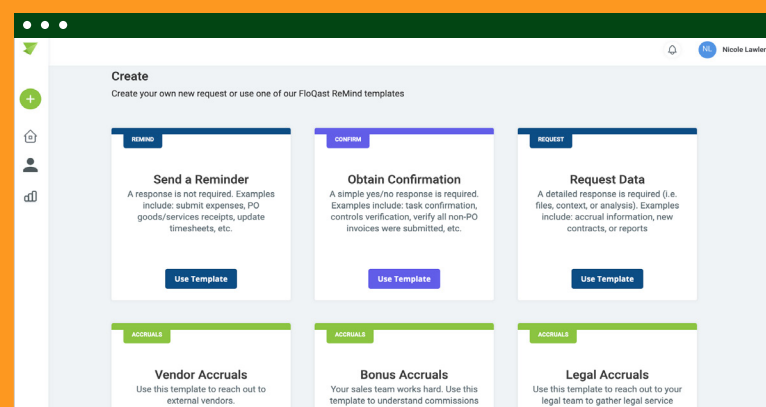 NL Nicole Lawler
Create
Create your own new request or use one of our FloQast ReMind templates
REMIND
Send a Reminder
A response is not required. Examples
include: submit expenses, PO
goods/services receipts, update
timesheets, etc.
Use Template
CONFIRM
Obtain Confirmation
A simple yes/no response is required.
Examples include: task confirmation,
controls verification, verify all non-PO
invoices were submitted, etc.
Use Template
REQUEST
Request Data
A detailed response is required (i.e.
files, context, or analysis). Examples
include: accrual information, new
contracts, or reports
Use Template
ACCRUALS
Vendor Accruals
Use this template to reach out to
external vendors.
ACCRUALS
Bonus Accruals
Your sales team works hard. Use this
template to understand commissions
ACCRUALS
Legal Accruals
Use this template to reach out to your
legal team to gather legal service